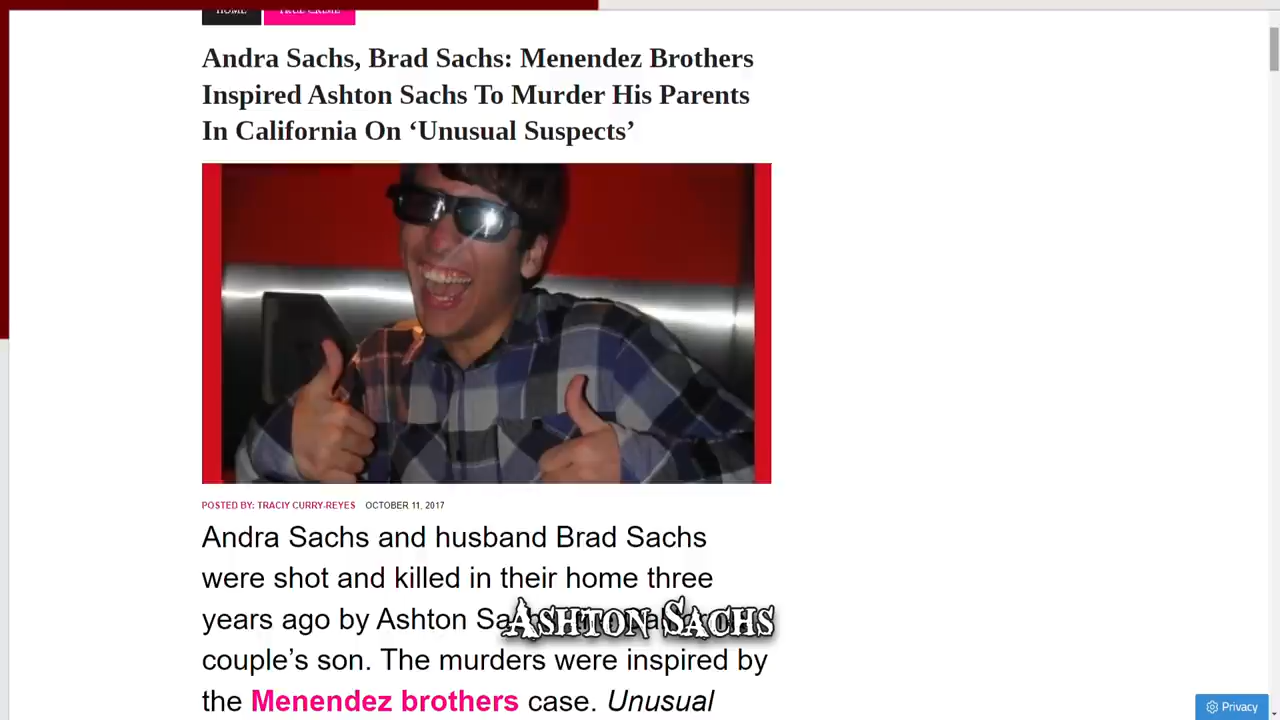 HOME TRUE CRIME
Andra Sachs, Brad Sachs: Menendez Brothers
Inspired Ashton Sachs To Murder His Parents
In California On ‘Unusual Suspects’
POSTED BY: TRACIY CURRY-REYES OCTOBER 11, 2017
Andra Sachs and husband Brad Sachs
were shot and killed in their home three
years ago by Ashton
Ashton Sachs
couple’s son. The murders were inspired by
the Menendez brothers case. Unusual
Privacy